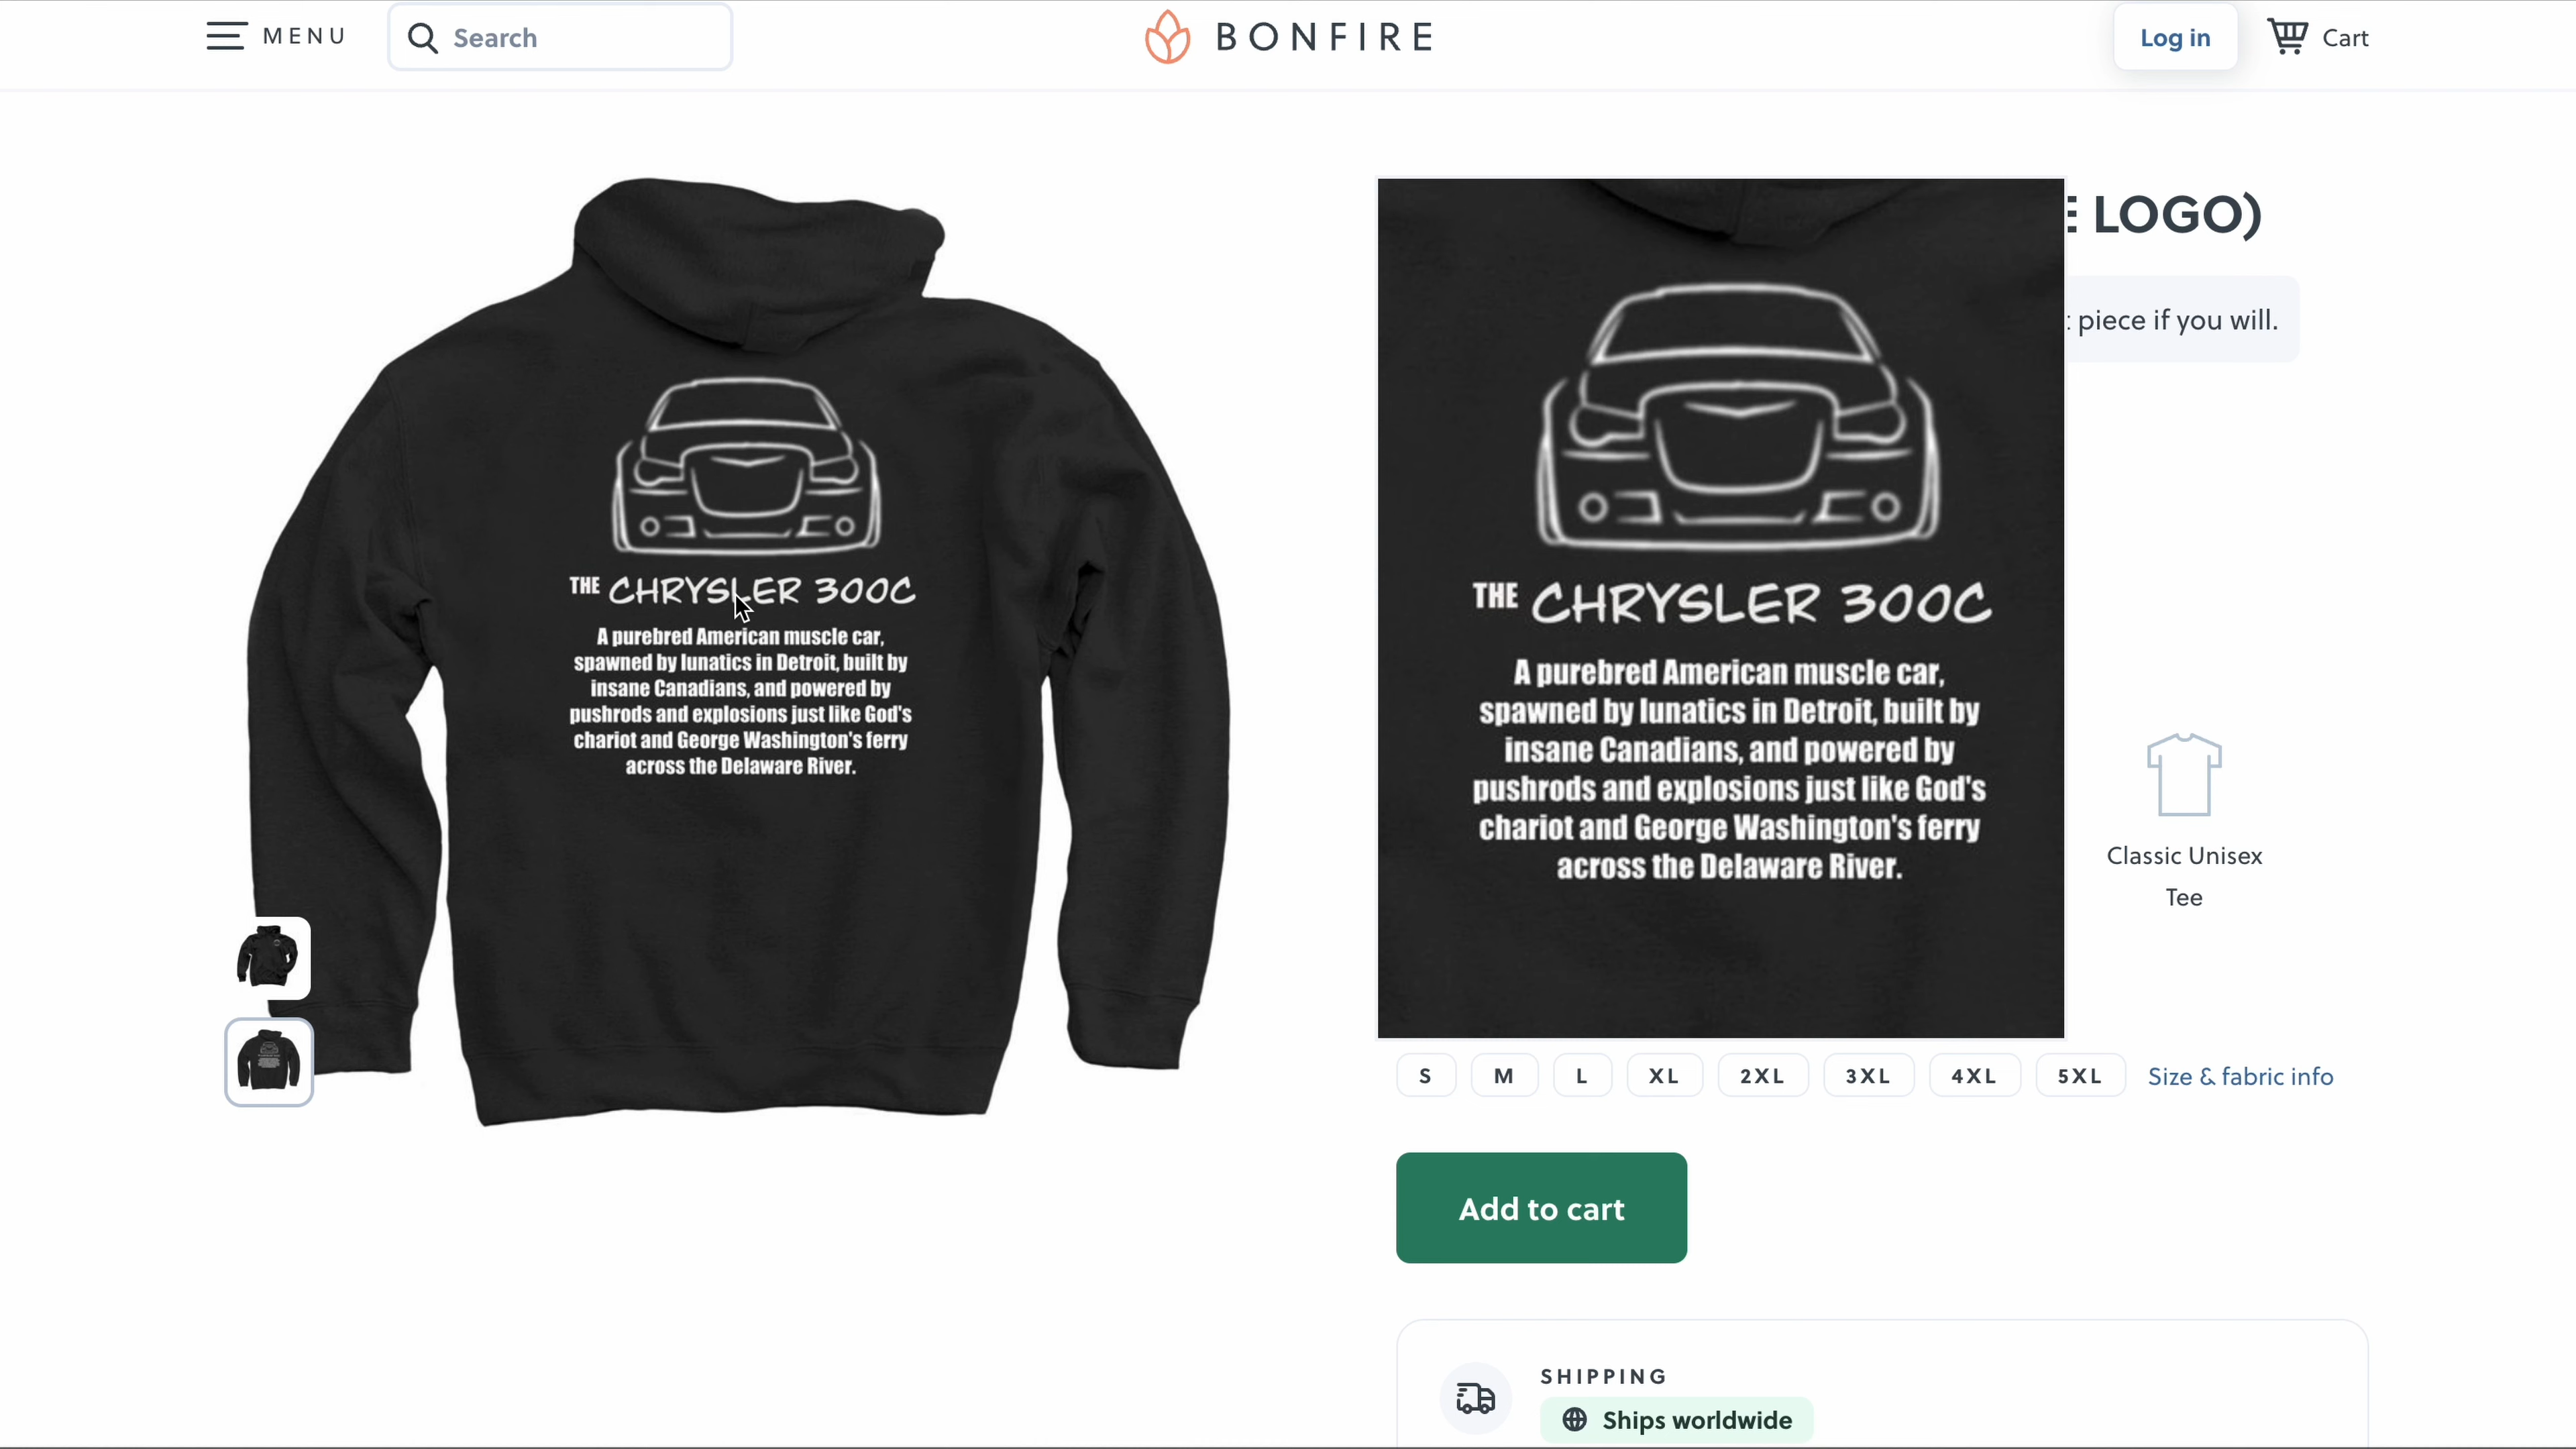 MENU
Search
BONFIRE
Log in
Cart
THE CHRYSLER 300C
A purebred American muscle car,
spawned by lunatics in Detroit, built by
insane Canadians, and powered by
pushrods and explosions just like God's
chariot and George Washington's ferry
across the Delaware River.
LOGO)
piece if you will.
THE CHRYSLER 300C
A purebred American muscle car,
spawned by lunatics in Detroit, built by
insane Canadians, and powered by
pushrods and explosions just like God's
chariot and George Washington's ferry
across the Delaware River.
Classic Unisex
Tee
S M L XL 2XL 3XL 4XL 5XL Size & fabric info
Add to cart
SHIPPING
Ships worldwide